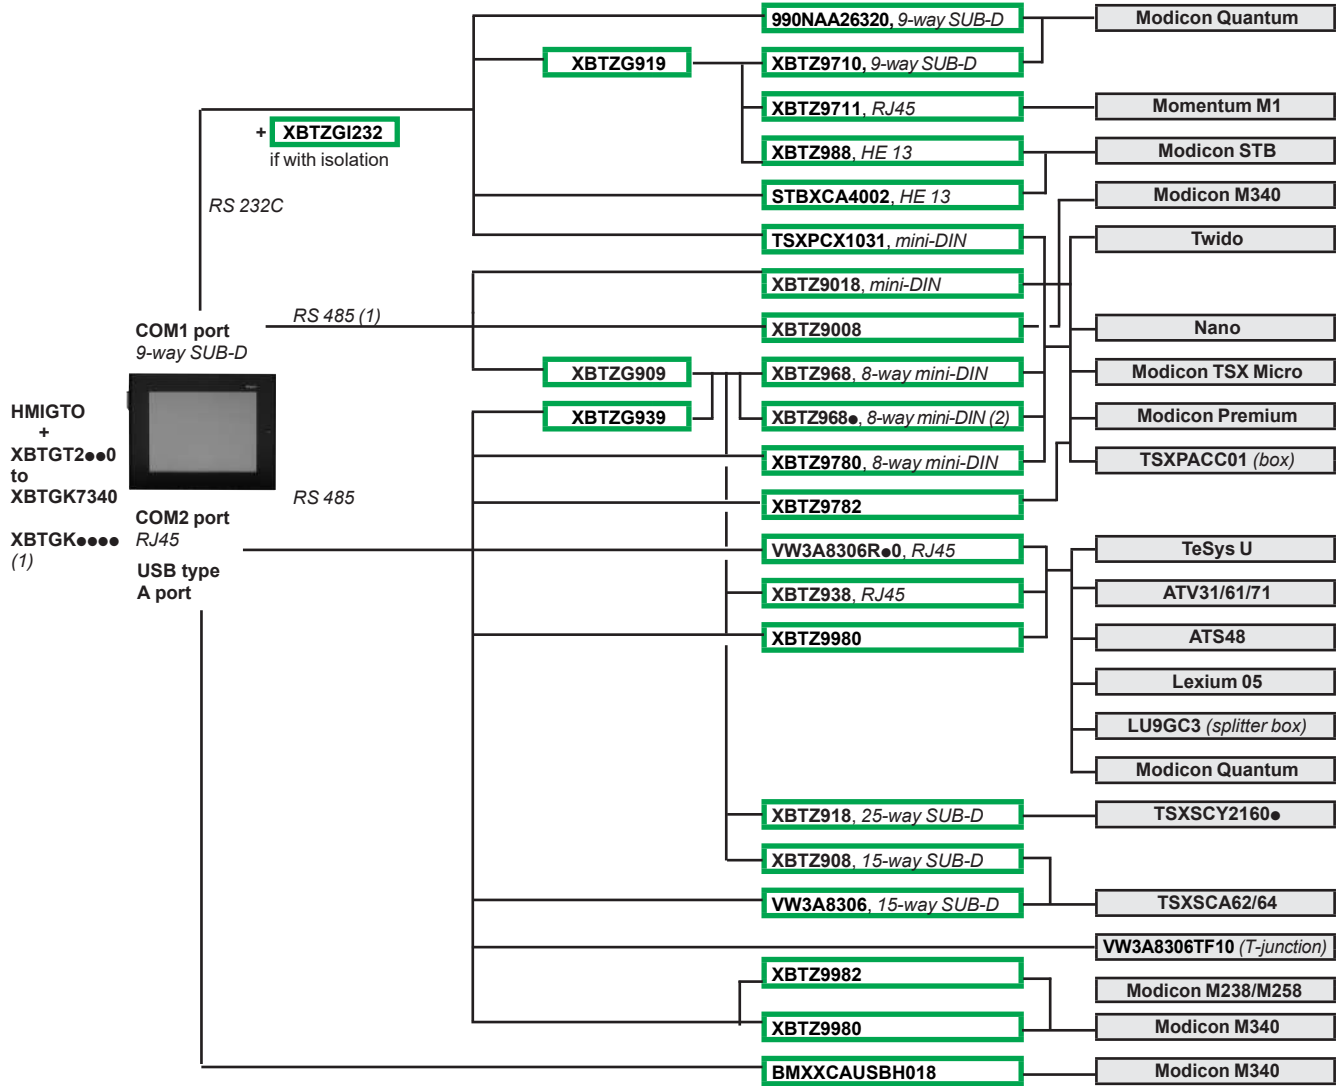 990NAA26320, 9-way SUB-D
Modicon Quantum
XBTZG919
XBTZ9710, 9-way SUB-D
XBTZ9711, RJ45
Momentum M1
+ XBTZGI232
if with isolation
XBTZ988, HE 13
Modicon STB
STBXCA4002, HE 13
Modicon M340
RS 232C
TSXPCX1031, mini-DIN
Twido
XBTZ9018, mini-DIN
RS 485 (1)
COM1 port
9-way SUB-D
XBTZ9008
Nano
XBTZG909
XBTZ968, 8-way mini-DIN
Modicon TSX Micro
XBTZG939
XBTZ968●, 8-way mini-DIN (2)
Modicon Premium
HMIGTO
+
XBTGT2●●0
to
XBTGK7340
XBTGK●●●●
(1)
XBTZ9780, 8-way mini-DIN
TSXPACC01 (box)
RS 485
XBTZ9782
COM2 port
RJ45
USB type
A port
VW3A8306R●0, RJ45
TeSys U
XBTZ938, RJ45
ATV31/61/71
XBTZ9980
ATS48
Lexium 05
LU9GC3 (splitter box)
Modicon Quantum
XBTZ918, 25-way SUB-D
TSXSCY2160●
XBTZ908, 15-way SUB-D
VW3A8306, 15-way SUB-D
TSXSCA62/64
VW3A8306TF10 (T-junction)
XBTZ9982
Modicon M238/M258
XBTZ9980
Modicon M340
BMXXCAUSBH018
Modicon M340